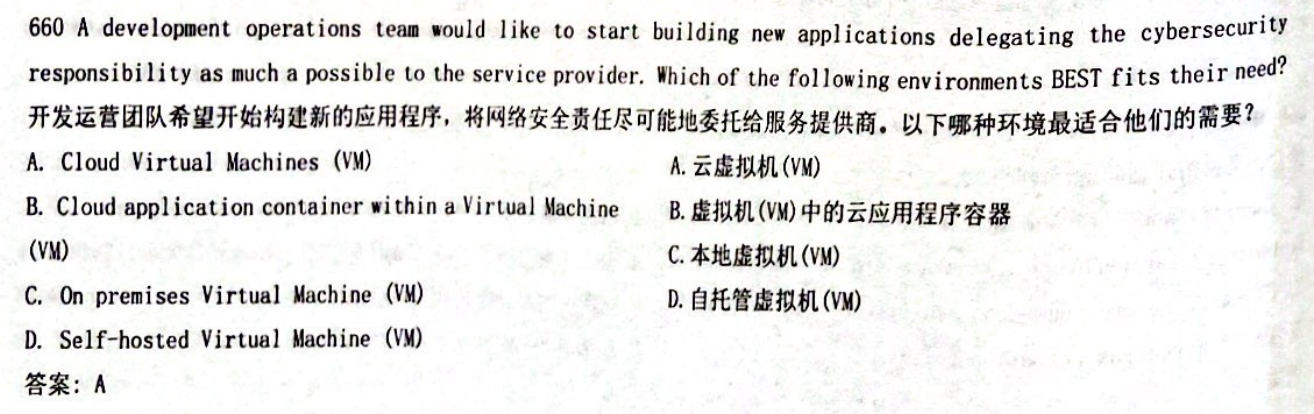 660 A development operations team would like to start building new applications delegating the cybersecurity
responsibility as much a possible to the service provider. Which of the following environments BEST fits their need?
开发运营团队希望开始构建新的应用程序，将网络安全责任尽可能地委托给服务提供商。以下哪种环境最适合他们的需要？
A. Cloud Virtual Machines (VM)
B. Cloud application container within a Virtual Machine
(VM)
C. On premises Virtual Machine (VM)
D. Self-hosted Virtual Machine (VM)
A. 云虚拟机(VM)
B. 虚拟机(VM)中的云应用程序容器
C. 本地虚拟机(VM)
D. 自托管虚拟机(VM)
答案：A